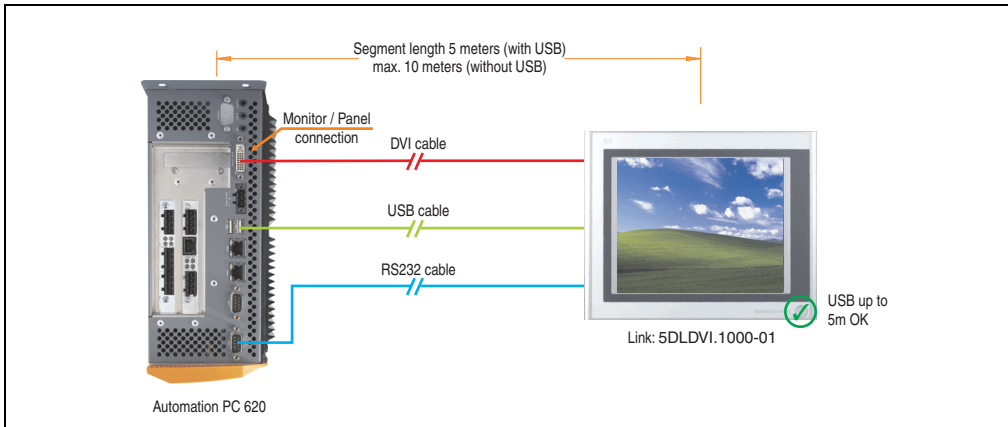 Segment length 5 meters (with USB)
max. 10 meters (without USB)
Monitor / Panel
connection
DVI cable
USB cable
RS232 cable
USB up to
5m OK
Link: 5DLDVI.1000-01
Automation PC 620